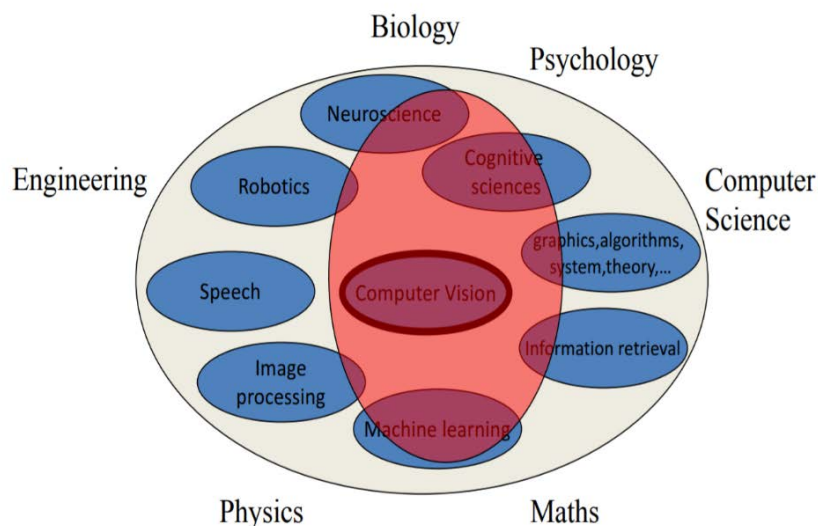 Biology
Psychology
Neuroscience
Cognitive
sciences
Engineering
Robotics
Computer
Science
graphics,algorithms,
system,theory,...
Speech
Computer Vision
Information retrieval
Image
processing
Machine learning
Physics
Maths